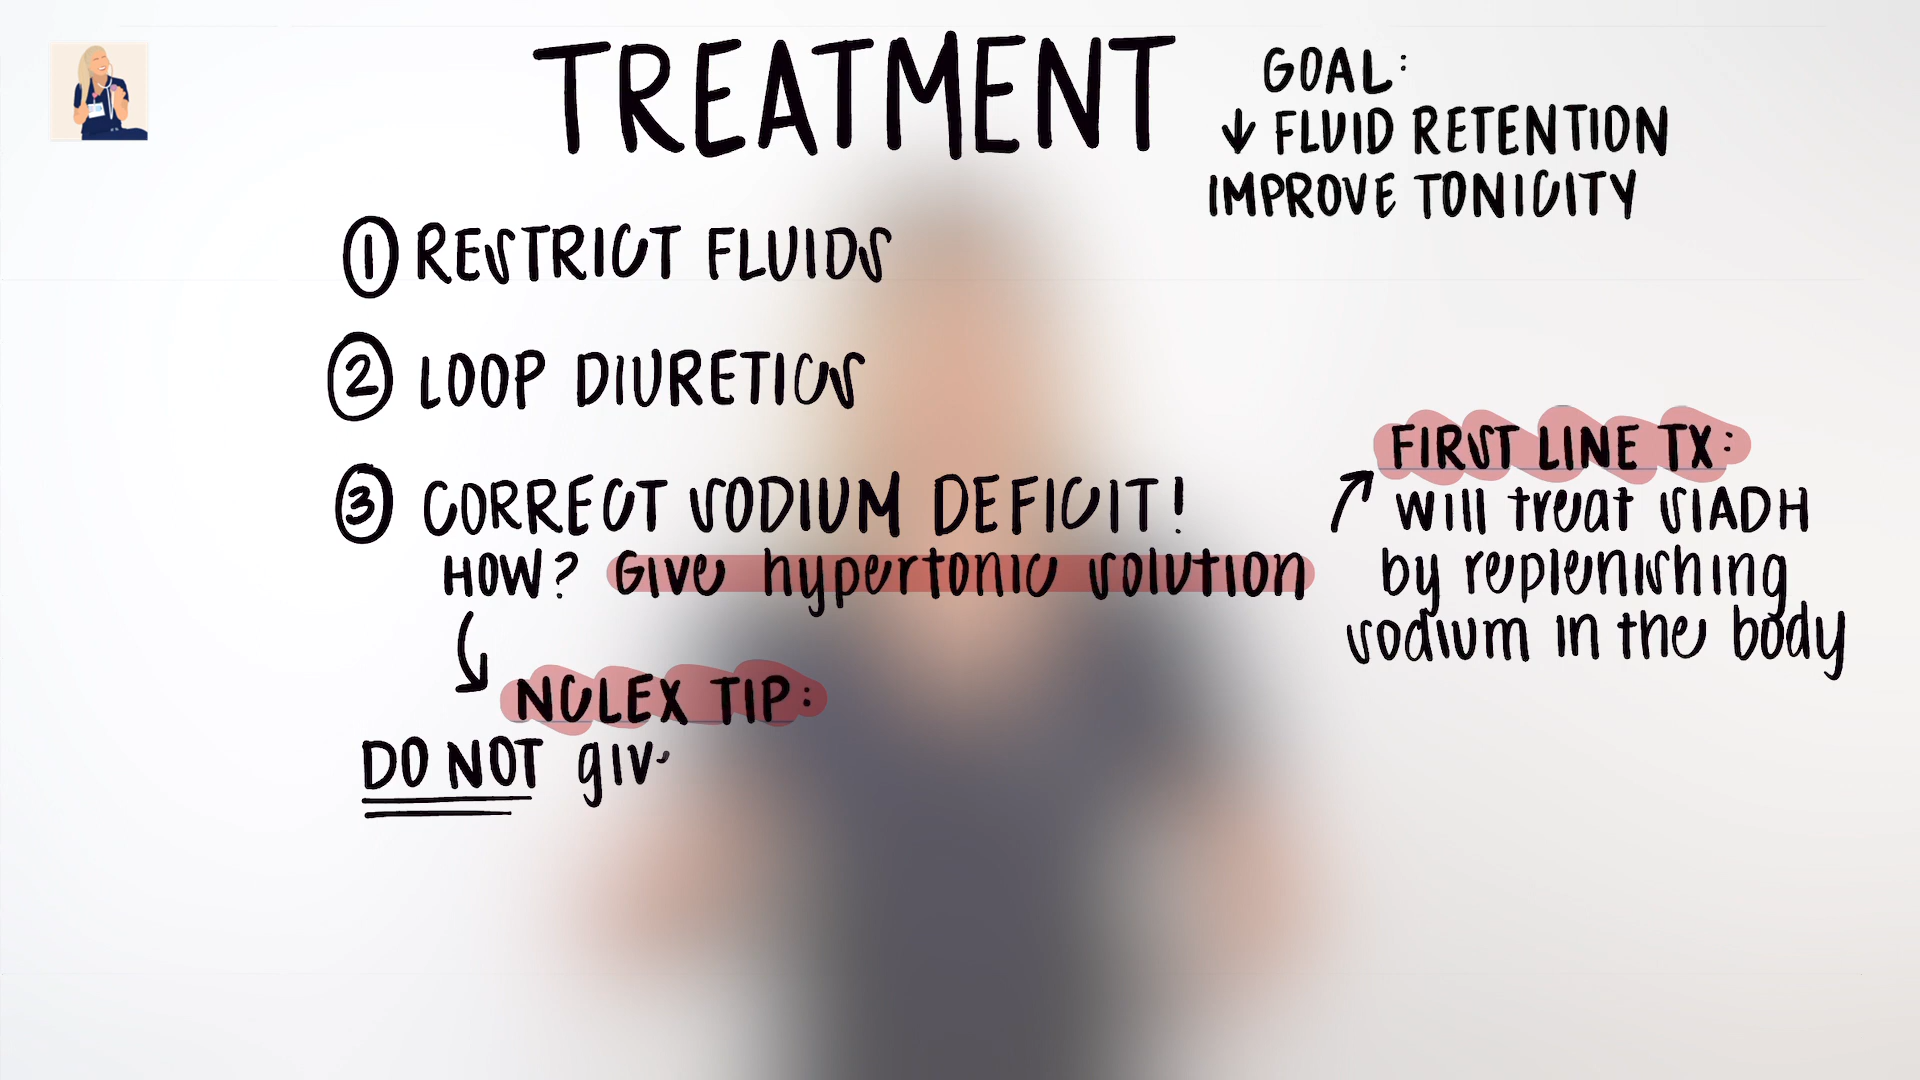 TREATMENT
GOAL:
↓ FLUID RETENTION
IMPROVE TONICITY
① RESTRICT FLUIDS
② LOOP DIURETICS
③ CORRECT SODIUM DEFICIT!
HOW? Give hypertonic solution
NCLEX TIP:
DO NOT giv
FIRST LINE TX:
will treat SIADH
by replenishing
sodium in the body